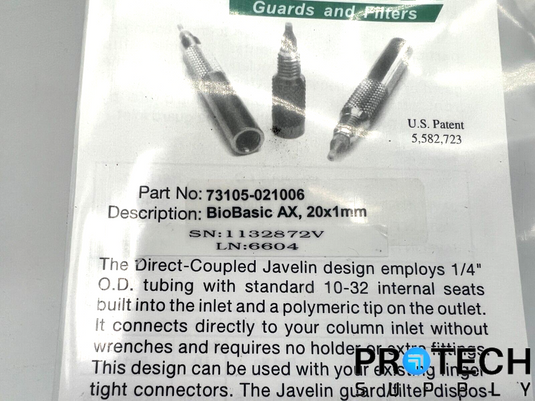 Guards and Filters
U.S. Patent
5,582,723
Part No: 73105-021006
Description: BioBasic AX, 20x1mm
SN:1132872V
LN:6604
The Direct-Coupled Javelin design employs 1/4"
O.D. tubing with standard 10-32 internal seats
built into the inlet and a polymeric tip on the outlet.
It connects directly to your column inlet without
wrenches and requires no holder or extra fittings.
This design can be used with your existing finger
tight connectors. The Javelin guard/filter dispos-
PROTECH
SUPPLY